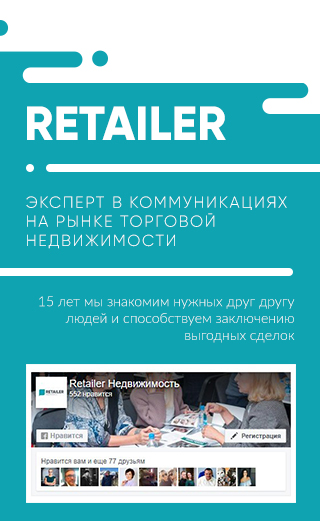 RETAILER
ЭКСПЕРТ В КОММУНИКАЦИЯХ
НА РЫНКЕ ТОРГОВОЙ
НЕДВИЖИМОСТИ
15 лет мы знакомим нужных друг другу
людей и способствуем заключению
выгодных сделок
RETAILER
Retailer Недвижимость
552 нравится
Нравится
Регистрация
Нравится вам и еще 77 друзьям